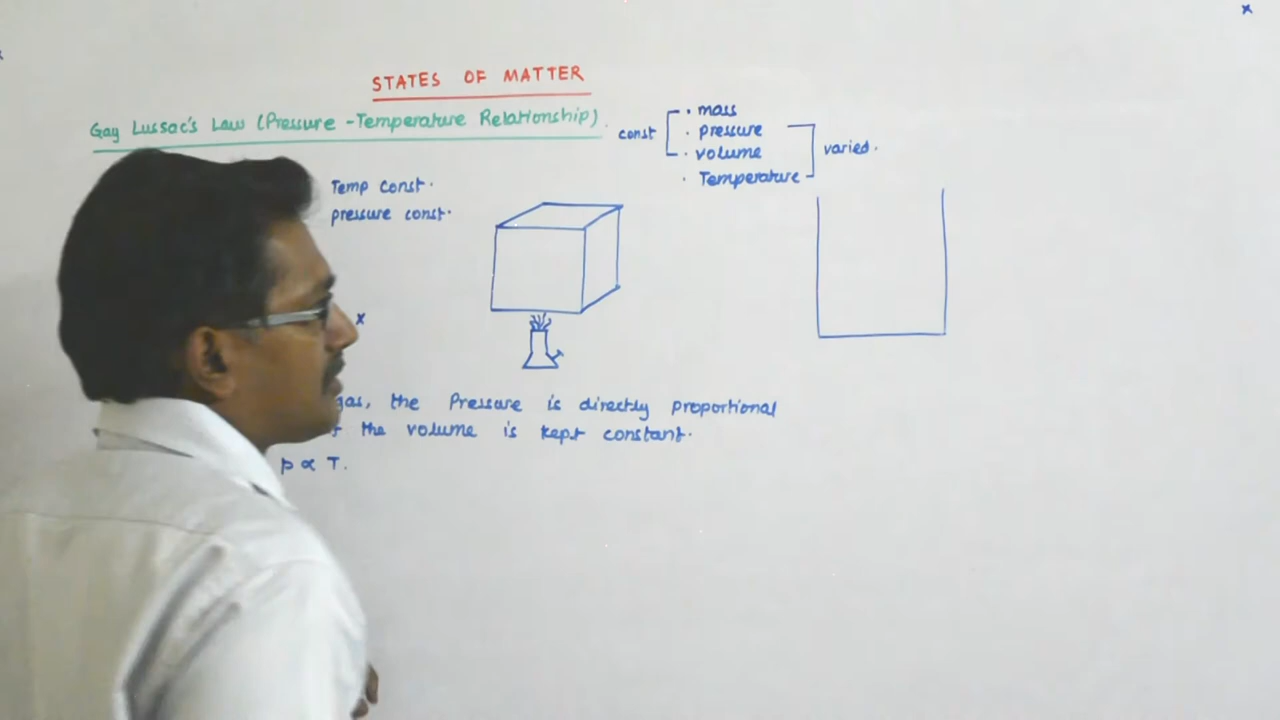 STATES OF MATTER
Gay Lussac's Law (Pressure - Temperature Relationship).
const
· mass
· pressure
· volume
· Temperature
varied.
Temp const.
pressure const.
x
gas, the Pressure is directly proportional
the volume is kept constant.
p ∝ T.
x